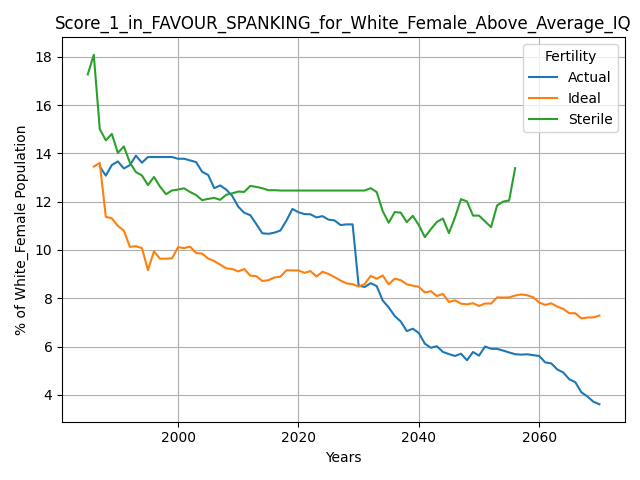 Score_1_in_FAVOUR_SPANKING_for_White_Female_Above_Average_IQ
% of White_Female Population
18
16
14
12
10
8
6
4
Fertility
Actual
Ideal
Sterile
2000
2020
2040
2060
Years